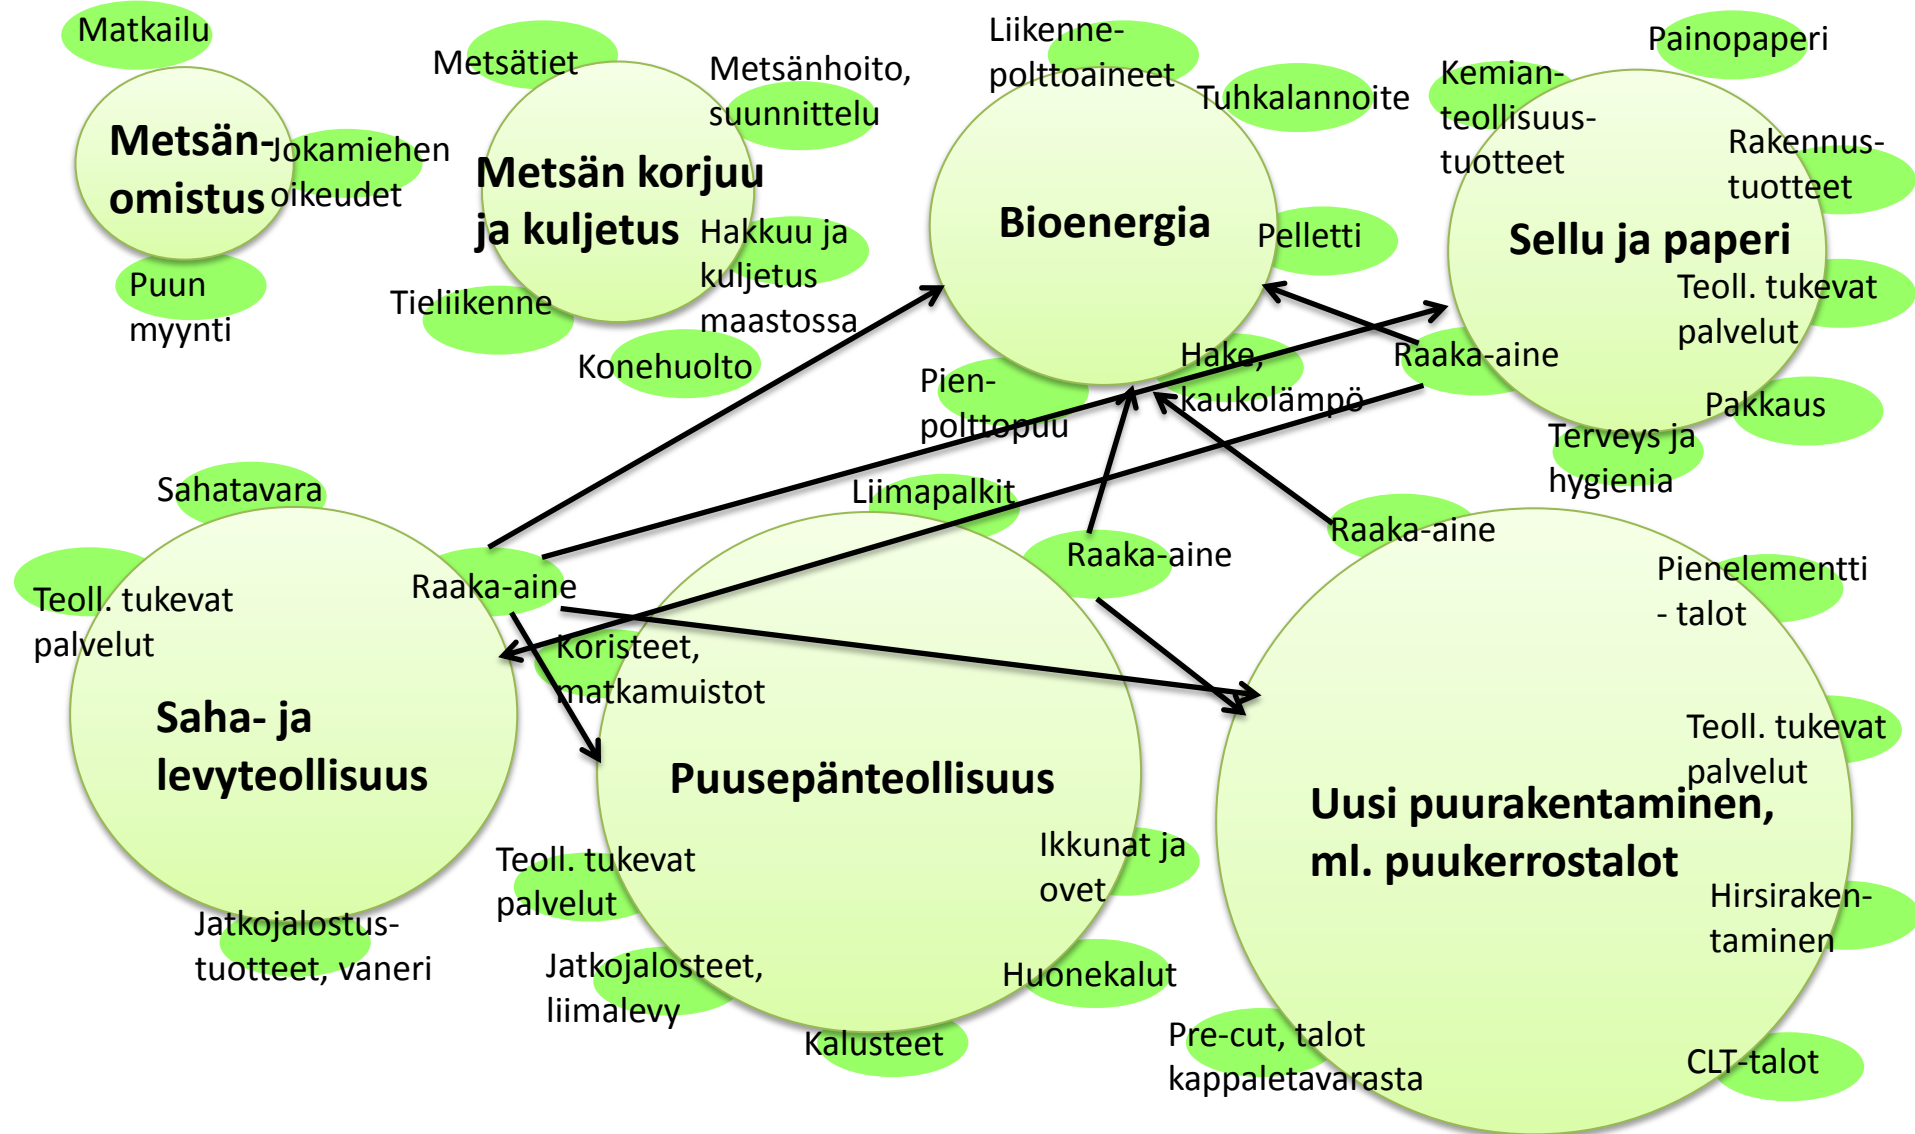 Matkailu
Metsän-
omistus
Jokamiehen
oikeudet
Puun
myynti
Metsätiet
Metsänhoito,
suunnittelu
Metsän korjuu
ja kuljetus
Hakkuu ja
kuljetus
maastossa
Tieliikenne
Konehuolto
Liikenne-
polttoaineet
Tuhkalannoite
Bioenergia
Pelletti
Hake,
kaukolämpö
Pien-
polttopuu
Painopaperi
Kemian-
teollisuus-
tuotteet
Rakennus-
tuotteet
Sellu ja paperi
Teoll. tukevat
palvelut
Raaka-aine
Pakkaus
Terveys ja
hygienia
Sahatavara
Teoll. tukevat
palvelut
Raaka-aine
Saha- ja
levyteollisuus
Jatkojalostus-
tuotteet, vaneri
Liimapalkit
Raaka-aine
Koristeet,
matkamuistot
Puusepänteollisuus
Teoll. tukevat
palvelut
Ikkunat ja
ovet
Jatkojalosteet,
liimalevy
Huonekalut
Kalusteet
Raaka-aine
Pienelementti
- talot
Teoll. tukevat
palvelut
Uusi puurakentaminen,
ml. puukerrostalot
Hirsiraken-
taminen
Pre-cut, talot
kappaletavarasta
CLT-talot